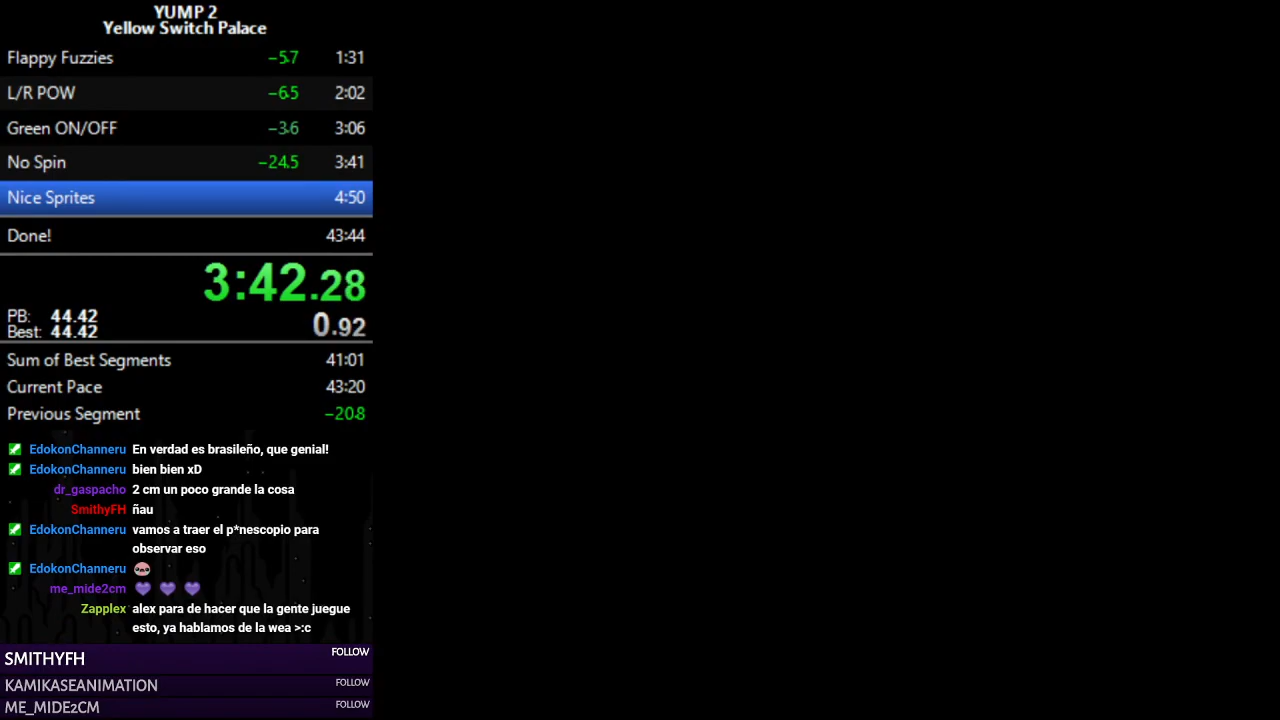 YUMP 2
Yellow Switch Palace
Flappy Fuzzies −5.7 1:31
L/R POW −6.5 2:02
Green ON/OFF −3.6 3:06
No Spin −24.5 3:41
Nice Sprites 4:50
Done! 43:44
3:42.28
PB: 44.42
Best: 44.42
0.92
Sum of Best Segments 41:01
Current Pace 43:20
Previous Segment −20.8
EdokonChanneru En verdad es brasileño, que genial!
EdokonChanneru bien bien xD
dr_gaspacho 2 cm un poco grande la cosa
SmithyFH ñau
EdokonChanneru vamos a traer el p*nescopio para
observar eso
EdokonChanneru
me_mide2cm
Zapplex alex para de hacer que la gente juegue
esto, ya hablamos de la wea >:c
SMITHYFH FOLLOW
KAMIKASEANIMATION FOLLOW
ME_MIDE2CM FOLLOW